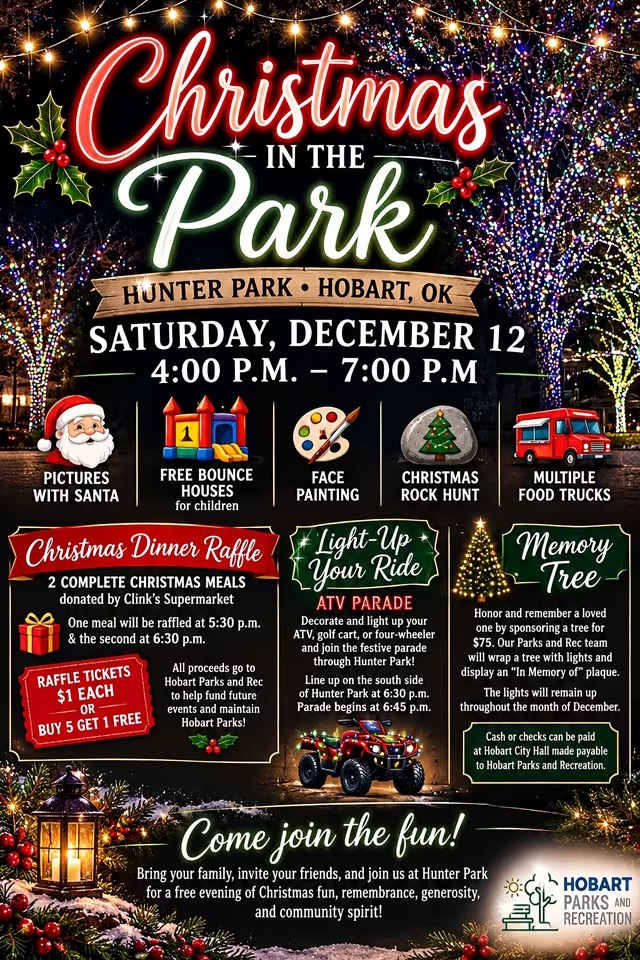 Christmas
IN THE
Park
HUNTER PARK • HOBART, OK
SATURDAY, DECEMBER 12
4:00 P.M. – 7:00 P.M
PICTURES
WITH SANTA
FREE BOUNCE
HOUSES
for children
FACE
PAINTING
CHRISTMAS
ROCK HUNT
MULTIPLE
FOOD TRUCKS
Christmas Dinner Raffle
2 COMPLETE CHRISTMAS MEALS
donated by Clink's Supermarket
One meal will be raffled at 5:30 p.m.
& the second at 6:30 p.m.
RAFFLE TICKETS
$1 EACH
OR
BUY 5 GET 1 FREE
All proceeds go to
Hobart Parks and Rec
to help fund future
events and maintain
Hobart Parks!
Light-Up
Your Ride
ATV PARADE
Decorate and light up your
ATV, golf cart, or four-wheeler
and join the festive parade
through Hunter Park!
Line up on the south side
of Hunter Park at 6:30 p.m.
Parade begins at 6:45 p.m.
Memory
Tree
Honor and remember a loved
one by sponsoring a tree for
$75. Our Parks and Rec team
will wrap a tree with lights and
display an "In Memory of" plaque.
The lights will remain up
throughout the month of December.
Cash or checks can be paid
at Hobart City Hall made payable
to Hobart Parks and Recreation.
Come join the fun!
Bring your family, invite your friends, and join us at Hunter Park
for a free evening of Christmas fun, remembrance, generosity,
and community spirit!
HOBART
PARKS AND
RECREATION